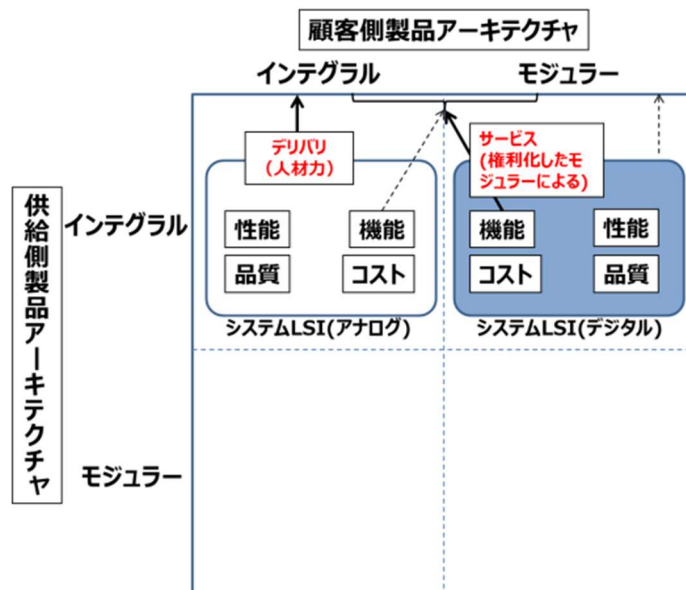 顧客側製品アーキテクチャ
インテグラル
モジュラー
デリバリ
（人材力）
サービス
(権利化したモ
ジュラーによる)
供給側製品アーキテクチャ
インテグラル
性能
機能
機能
性能
品質
コスト
コスト
品質
システムLSI(アナログ)
システムLSI(デジタル)
モジュラー